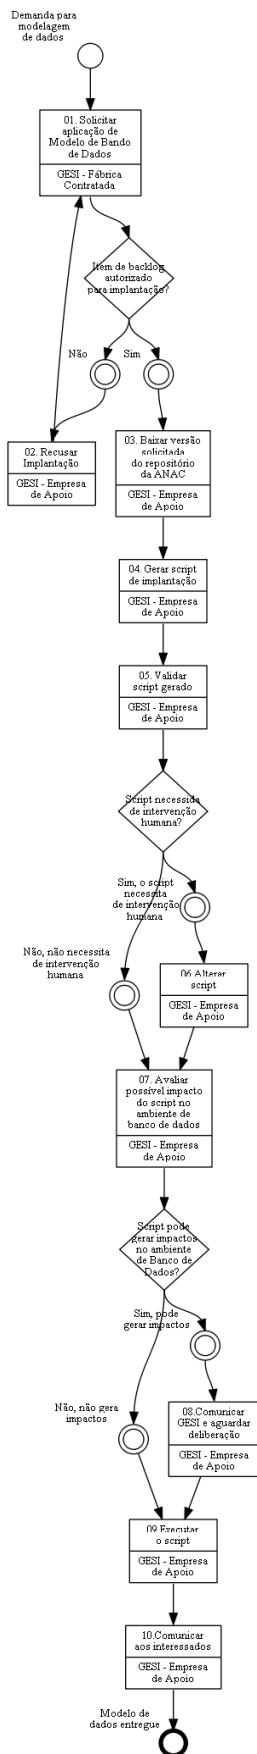 Demanda para
modelagem
de dados
01. Solicitar
aplicação de
Modelo de Bando
de Dados
GESI - Fábrica
Contratada
Item de backlog
autorizado
para implantação?
Não
Sim
02. Recusar
Implantação
GESI - Empresa
de Apoio
03. Baixar versão
solicitada
do repositório
da ANAC
GESI - Empresa
de Apoio
04. Gerar script
de implantação
GESI - Empresa
de Apoio
05. Validar
script gerado
GESI - Empresa
de Apoio
Script necessida
de intervenção
humana?
Sim, o script
necessita
de intervenção
humana
Não, não necessita
de intervenção
humana
06 Alterar
script
GESI - Empresa
de Apoio
07. Avaliar
possível impacto
do script no
ambiente de
banco de dados
GESI - Empresa
de Apoio
Script pode
gerar impactos
no ambiente
de Banco de
Dados?
Sim, pode
gerar impactos
Não, não gera
impactos
08.Comunicar
GESI e aguardar
deliberação
GESI - Empresa
de Apoio
09 Executar
o script
GESI - Empresa
de Apoio
10.Comunicar
aos interessados
GESI - Empresa
de Apoio
Modelo de
dados entregue